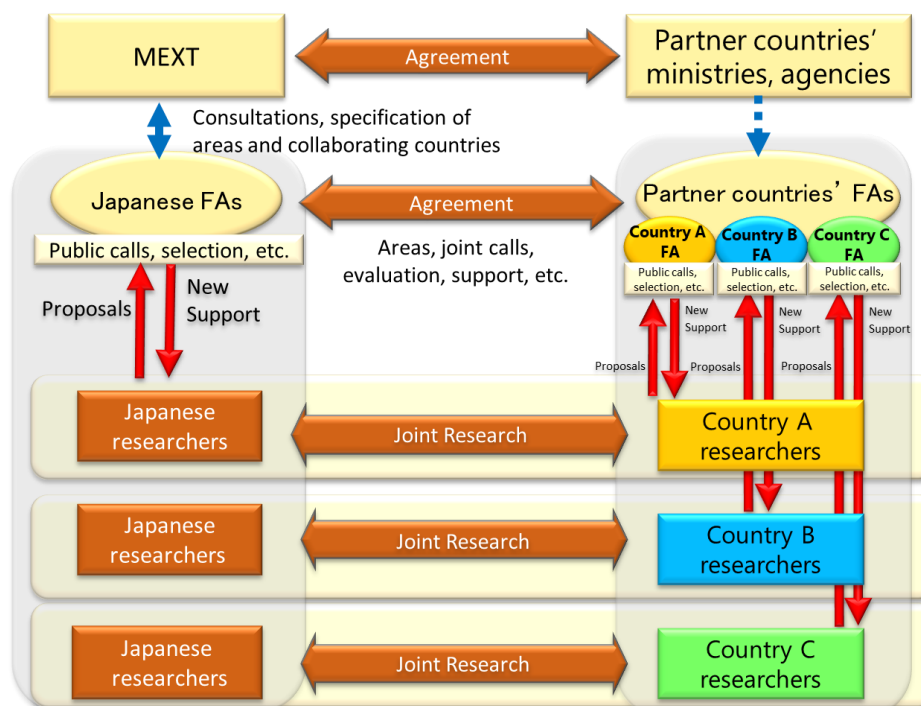 MEXT
Agreement
Partner countries’
ministries, agencies
Consultations, specification of
areas and collaborating countries
Japanese FAs
Agreement
Partner countries’ FAs
Public calls, selection, etc.
Areas, joint calls,
evaluation, support, etc.
Country A
FA
Country B
FA
Country C
FA
Public calls,
selection, etc.
Public calls,
selection, etc.
Public calls,
selection, etc.
Proposals
New
Support
Proposals
New
Support
Proposals
New
Support
Proposals
New
Support
Japanese
researchers
Joint Research
Country A
researchers
Japanese
researchers
Joint Research
Country B
researchers
Japanese
researchers
Joint Research
Country C
researchers